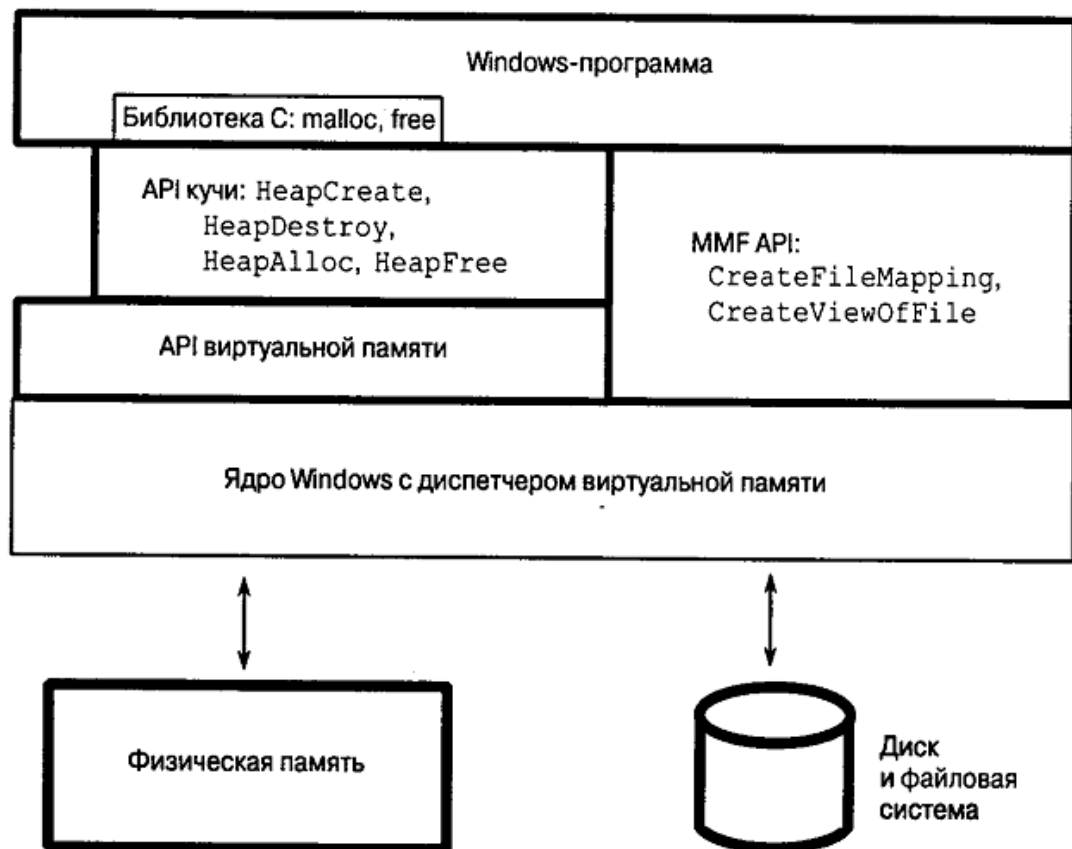 Windows-программа
Библиотека C: malloc, free
API кучи: HeapCreate,
HeapDestroy,
HeapAlloc, HeapFree
MMF API:
CreateFileMapping,
CreateViewOfFile
API виртуальной памяти
Ядро Windows с диспетчером виртуальной памяти
Физическая память
Диск
и файловая
система